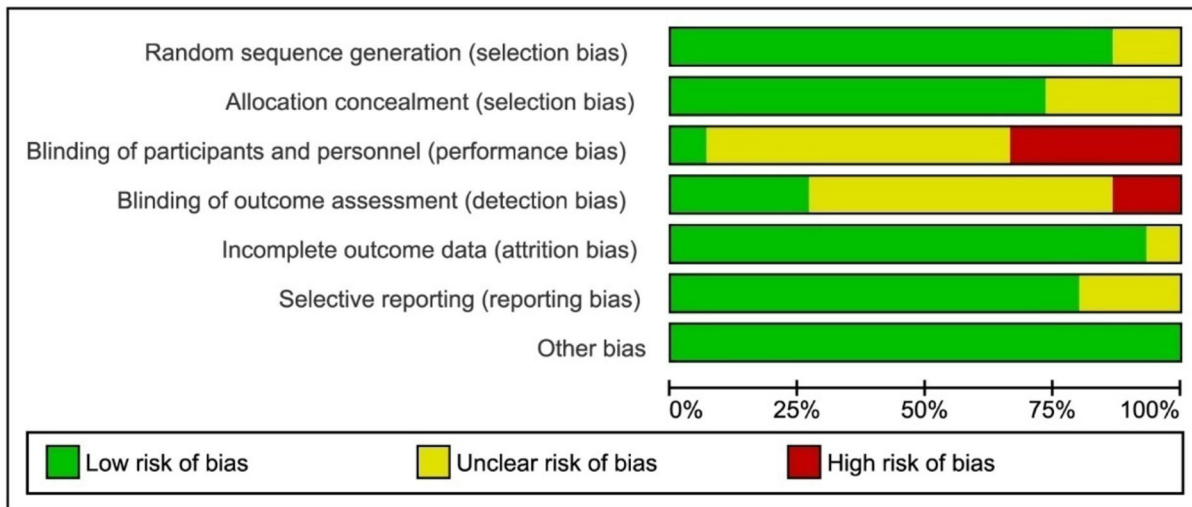 Random sequence generation (selection bias)
Allocation concealment (selection bias)
Blinding of participants and personnel (performance bias)
Blinding of outcome assessment (detection bias)
Incomplete outcome data (attrition bias)
Selective reporting (reporting bias)
Other bias
0% 25% 50% 75% 100%
Low risk of bias Unclear risk of bias High risk of bias